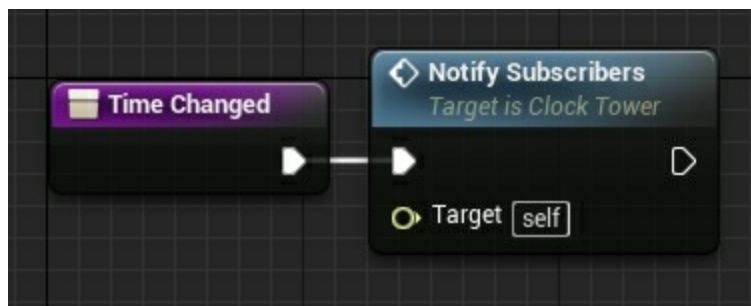 Time Changed
Notify Subscribers
Target is Clock Tower
Target self